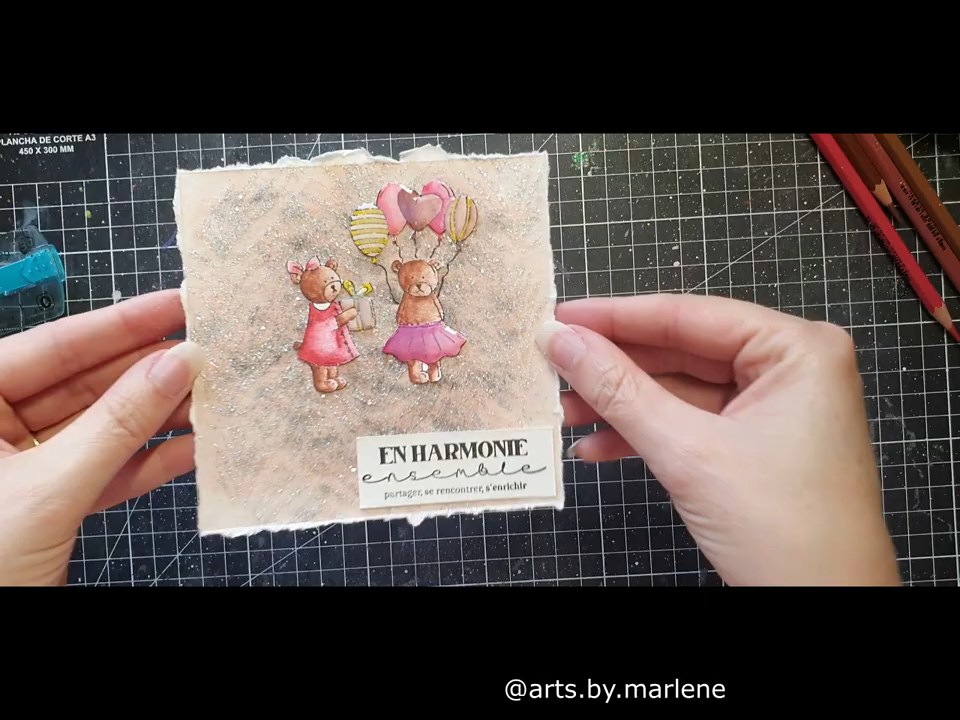 PLANCHA DE CORTE A3
450 X 300 MM
EN HARMONIE
ensemble
partager, se rencontrer, s'enrichir
@arts.by.marlene